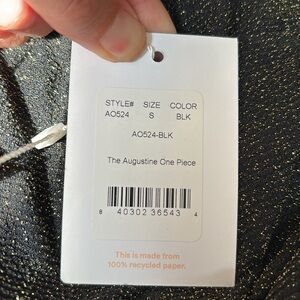 STYLE# SIZE COLOR
AO524 S BLK
AO524-BLK
The Augustine One Piece
8 40302 36543 4
This is made from
100% recycled paper.